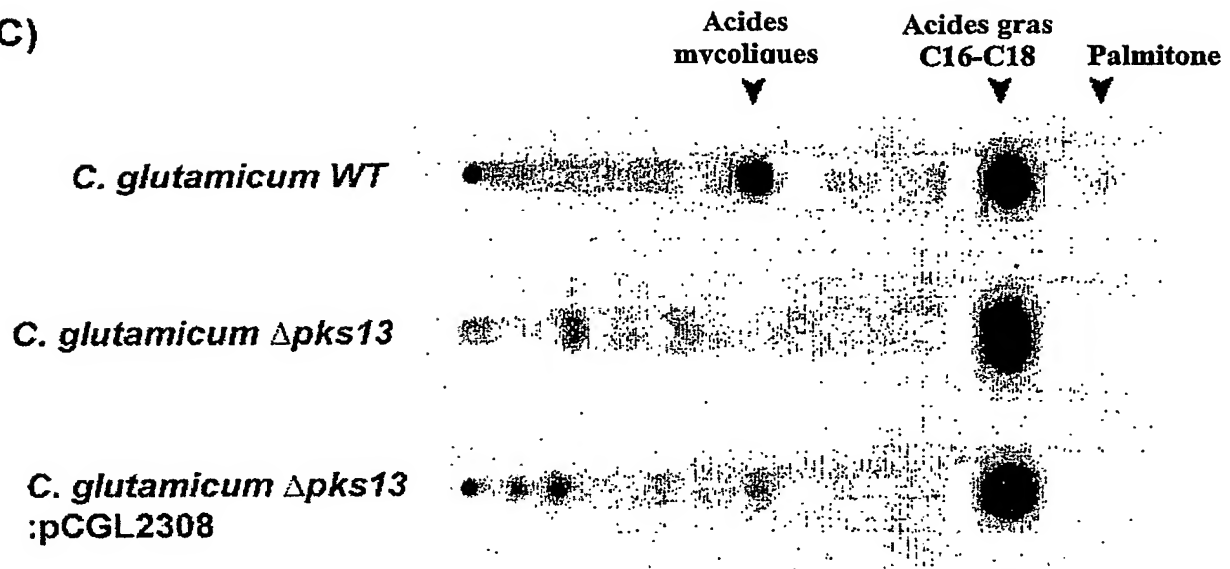 C)
Acides
mycoliques
Acides gras
C16-C18
Palmitone
C. glutamicum WT
C. glutamicum Δpks13
C. glutamicum Δpks13
:pCGL2308